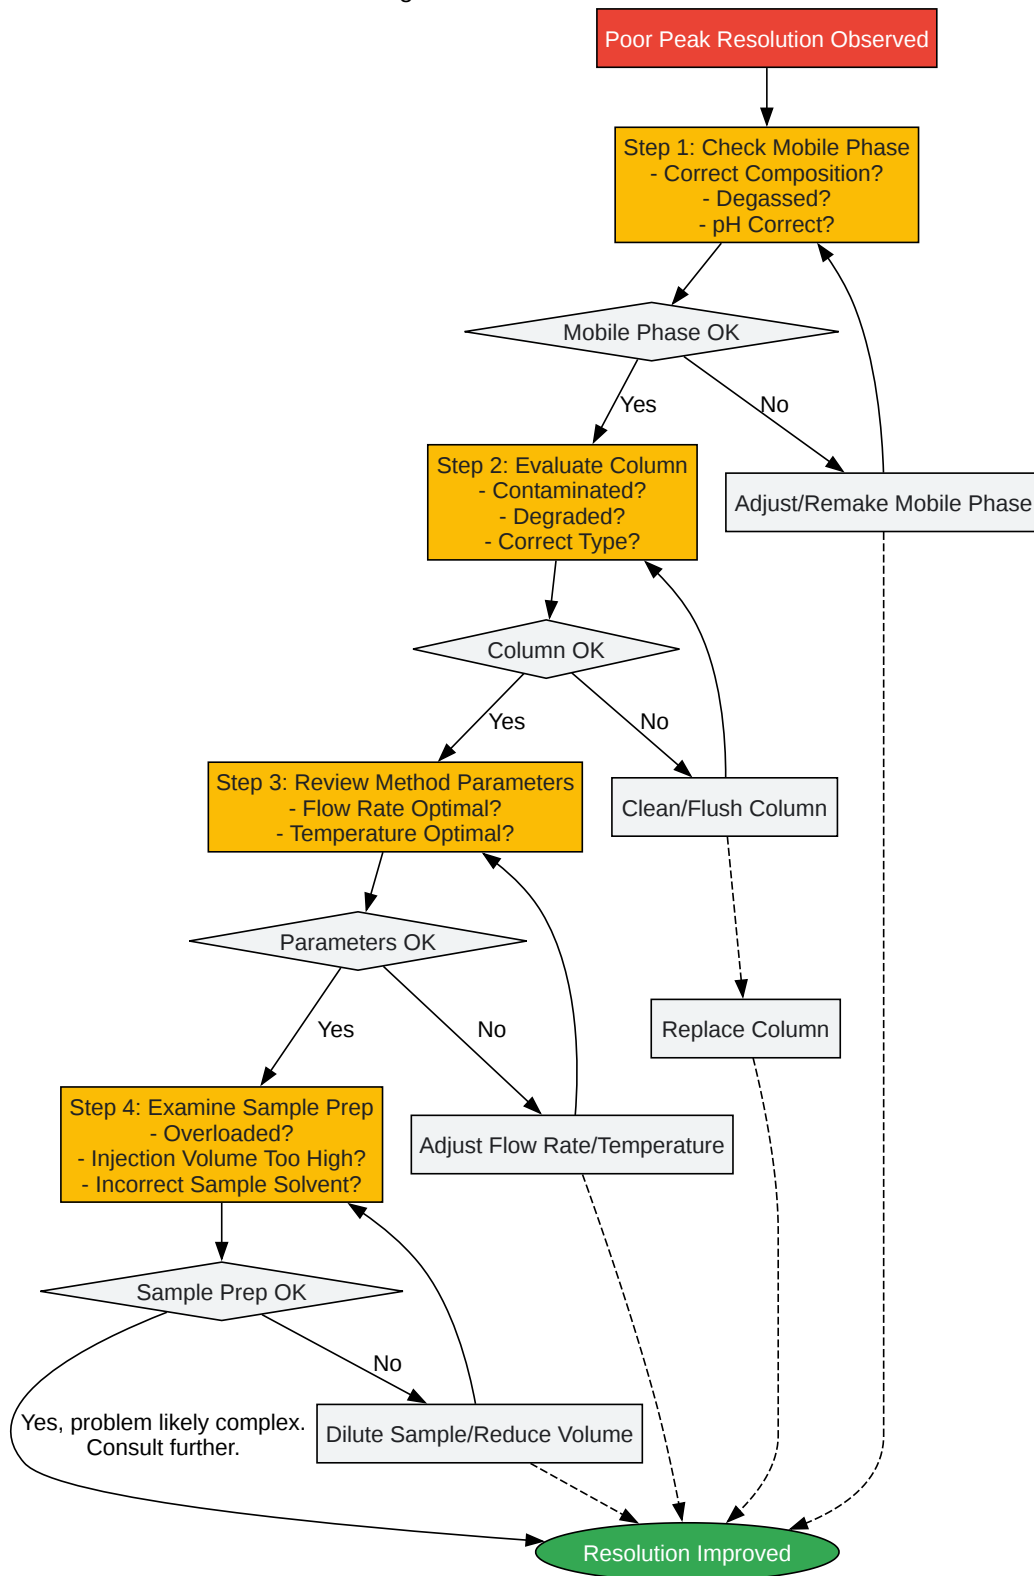 Poor Peak Resolution Observed
Step 1: Check Mobile Phase
- Correct Composition?
- Degassed?
- pH Correct?
Mobile Phase OK
Yes
No
Step 2: Evaluate Column
- Contaminated?
- Degraded?
- Correct Type?
Adjust/Remake Mobile Phase
Column OK
Yes
No
Step 3: Review Method Parameters
- Flow Rate Optimal?
- Temperature Optimal?
Clean/Flush Column
Parameters OK
Yes
No
Replace Column
Step 4: Examine Sample Prep
- Overloaded?
- Injection Volume Too High?
- Incorrect Sample Solvent?
Adjust Flow Rate/Temperature
Sample Prep OK
No
Yes, problem likely complex.
Consult further.
Dilute Sample/Reduce Volume
Resolution Improved